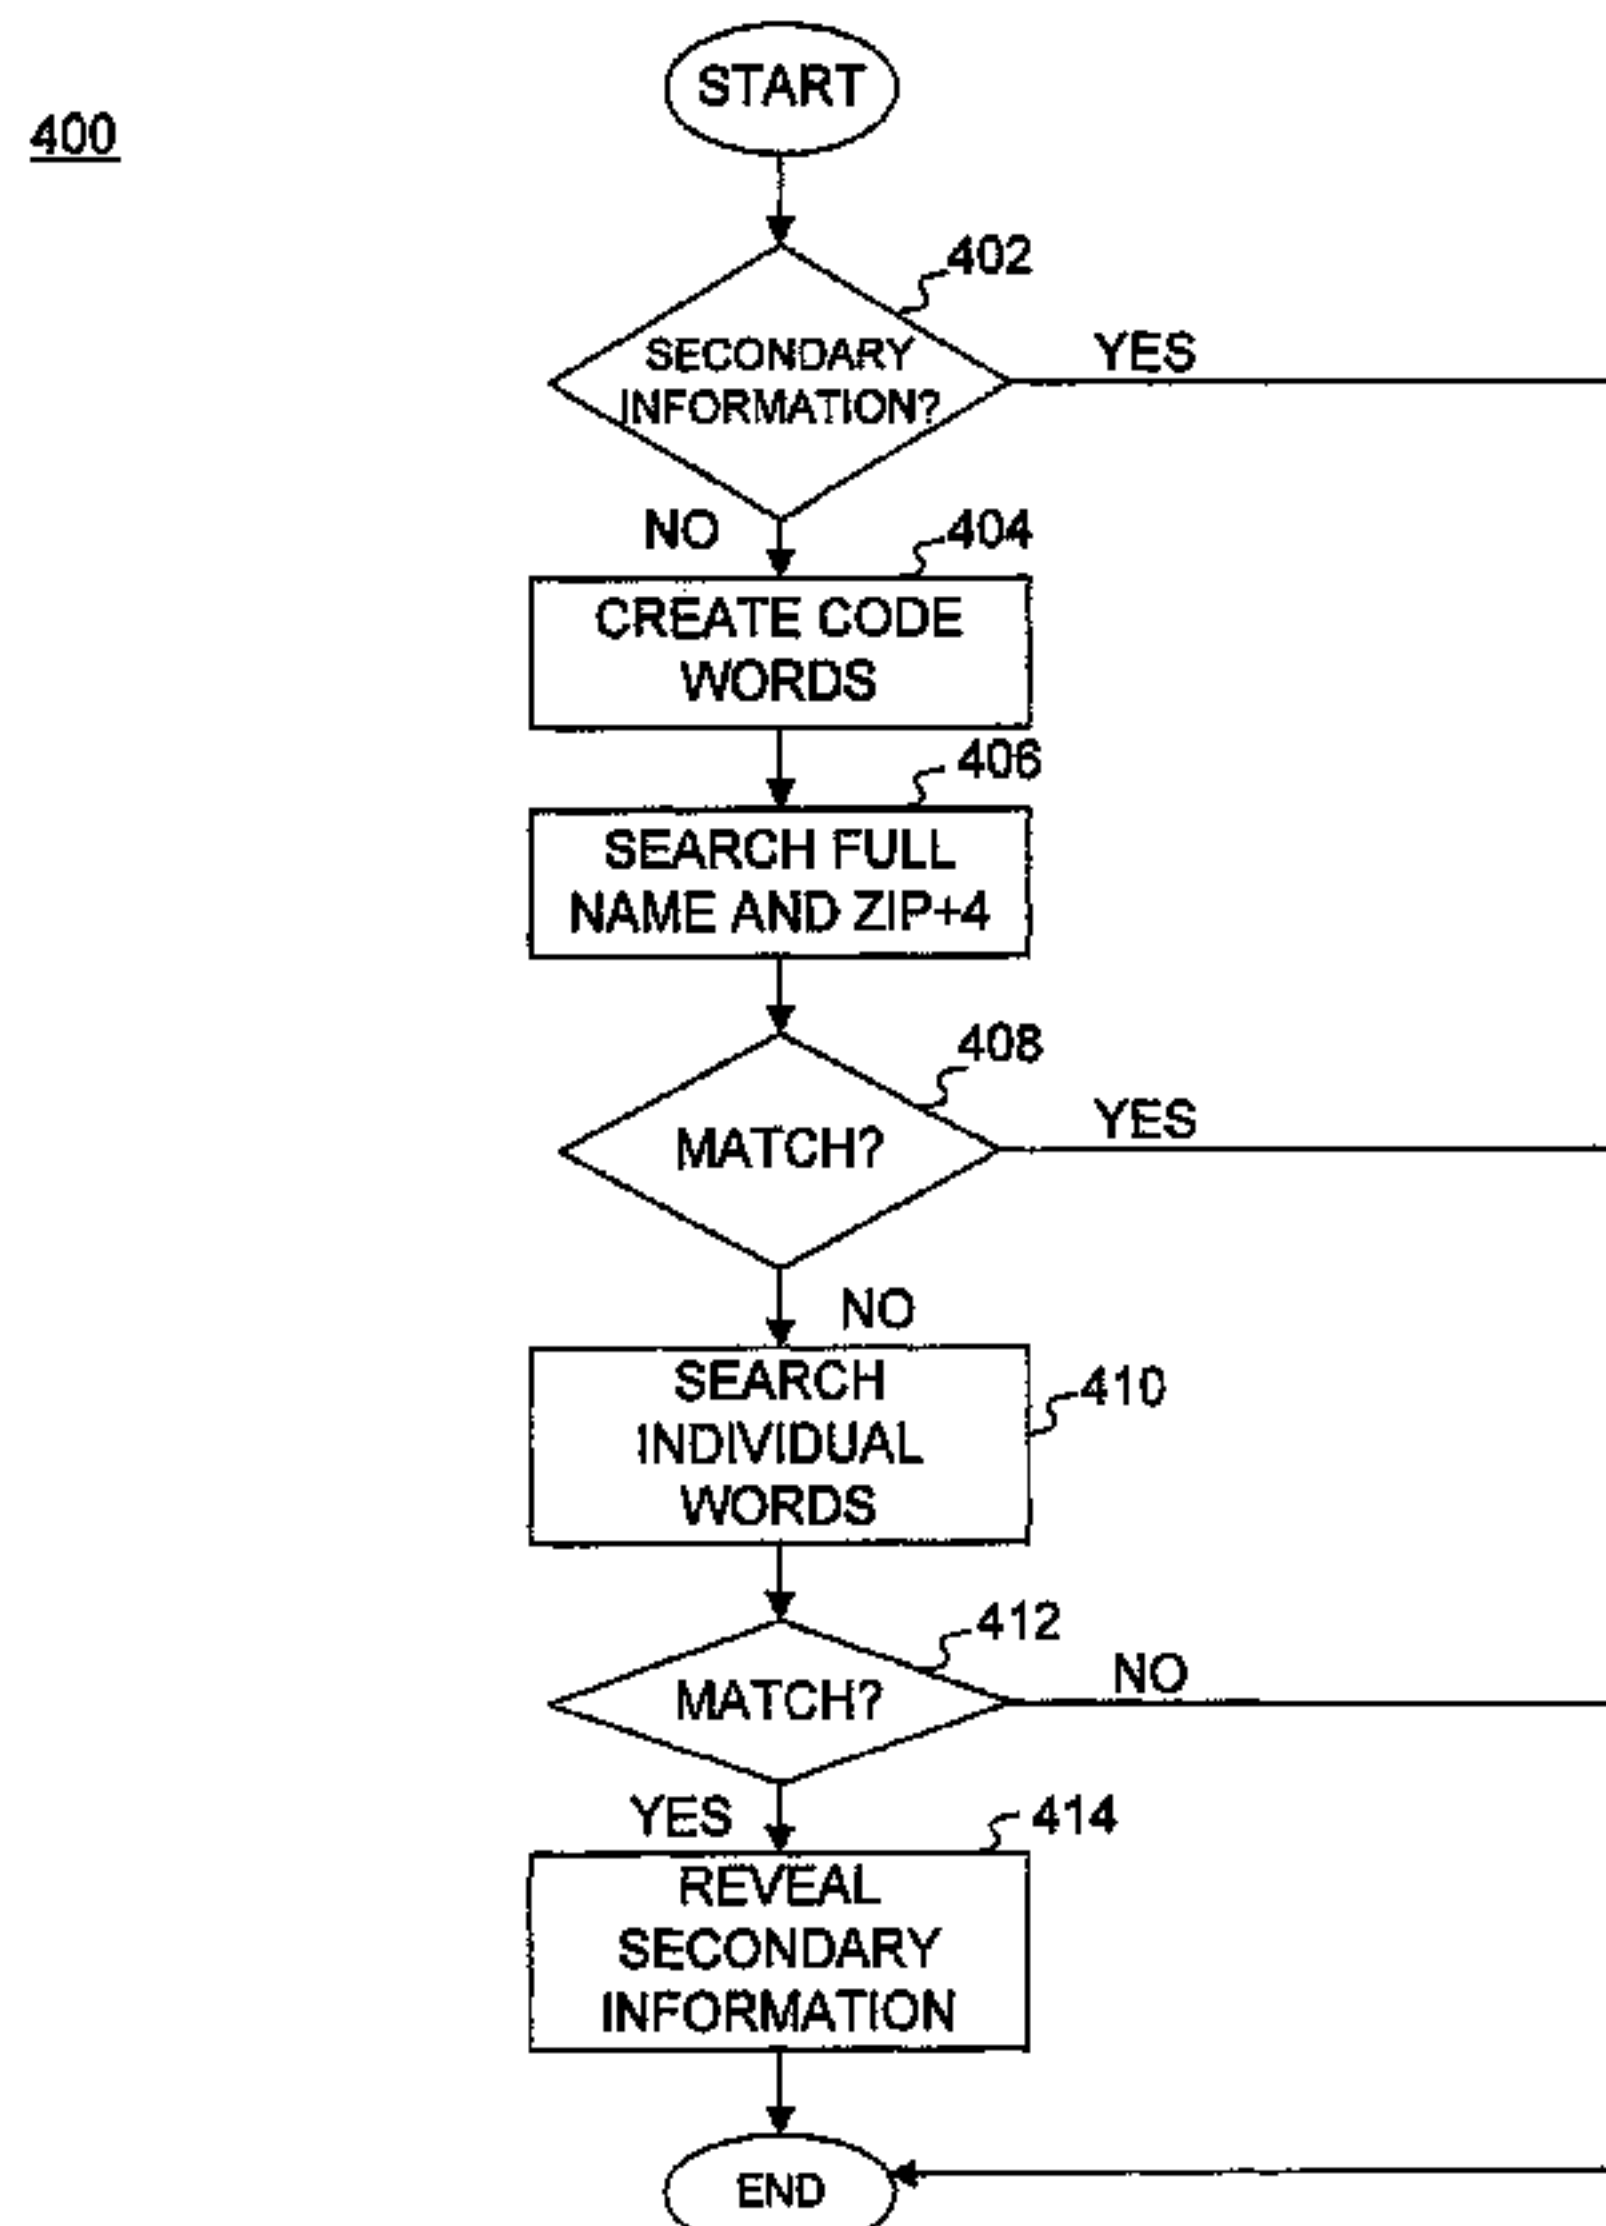 START
400
402
SECONDARY
INFORMATION?
YES
NO
404
CREATE CODE
WORDS
406
SEARCH FULL
NAME AND ZIP+4
408
MATCH?
YES
NO
SEARCH
INDIVIDUAL
WORDS
410
412
MATCH?
NO
YES
414
REVEAL
SECONDARY
INFORMATION
END